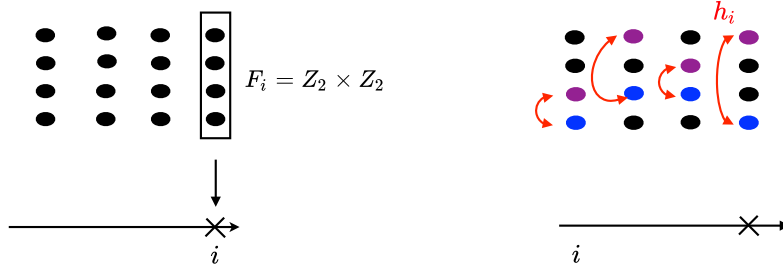 h_i
F_i = Z_2 × Z_2
i
i